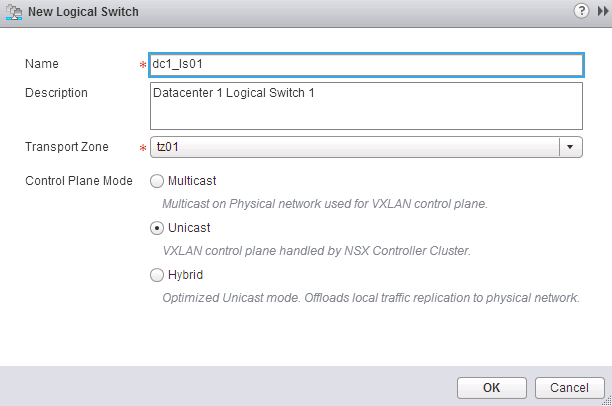 New Logical Switch
?
Name * dc1_ls01
Description Datacenter 1 Logical Switch 1
Transport Zone * tz01
Control Plane Mode Multicast
Multicast on Physical network used for VXLAN control plane.
Unicast
VXLAN control plane handled by NSX Controller Cluster.
Hybrid
Optimized Unicast mode. Offloads local traffic replication to physical network.
OK Cancel